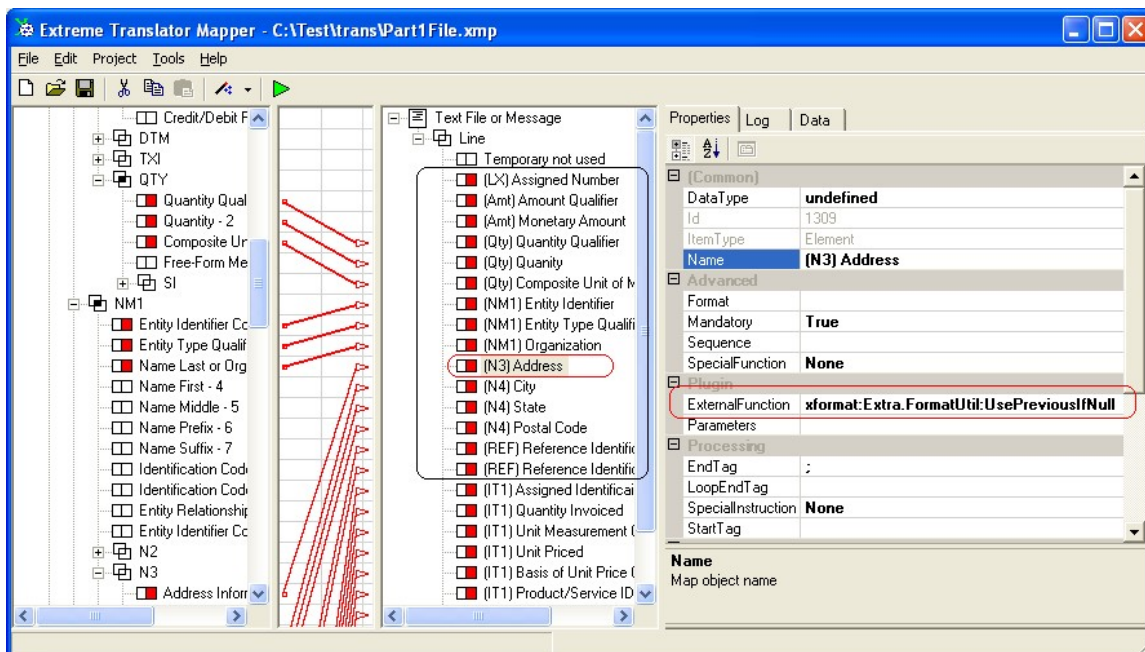 Extreme Translator Mapper - C:\Test\trans\Part1File.xmp
File Edit Project Tools Help
Credit/Debit F
DTM
TXI
QTY
Quantity Qual
Quantity - 2
Composite Ur
Free-Form Me
SI
NM1
Entity Identifier Cc
Entity Type Qualif
Name Last or Org
Name First - 4
Name Middle - 5
Name Prefix - 6
Name Suffix - 7
Identification Code
Identification Code
Entity Relationship
Entity Identifier Cc
N2
N3
Address Inforr
Text File or Message
Line
Temporary not used
(LX) Assigned Number
(Amt) Amount Qualifier
(Amt) Monetary Amount
(Qty) Quantity Qualifier
(Qty) Quanity
(Qty) Composite Unit of M
(NM1) Entity Identifier
(NM1) Entity Type Qualifi
(NM1) Organization
(N3) Address
(N4) City
(N4) State
(N4) Postal Code
(REF) Reference Identific
(REF) Reference Identific
(IT1) Assigned Identificai
(IT1) Quantity Invoiced
(IT1) Unit Measurement (
(IT1) Unit Priced
(IT1) Basis of Unit Price (
(IT1) Product/Service ID
Properties Log Data
(Common)
DataType undefined
Id 1309
ItemType Element
Name (N3) Address
Advanced
Format
Mandatory True
Sequence
SpecialFunction None
Plugin
ExternalFunction xformat:Extra.FormatUtil:UsePreviousIfNull
Parameters
Processing
EndTag ;
LoopEndTag
SpecialInstruction None
StartTag
Name
Map object name